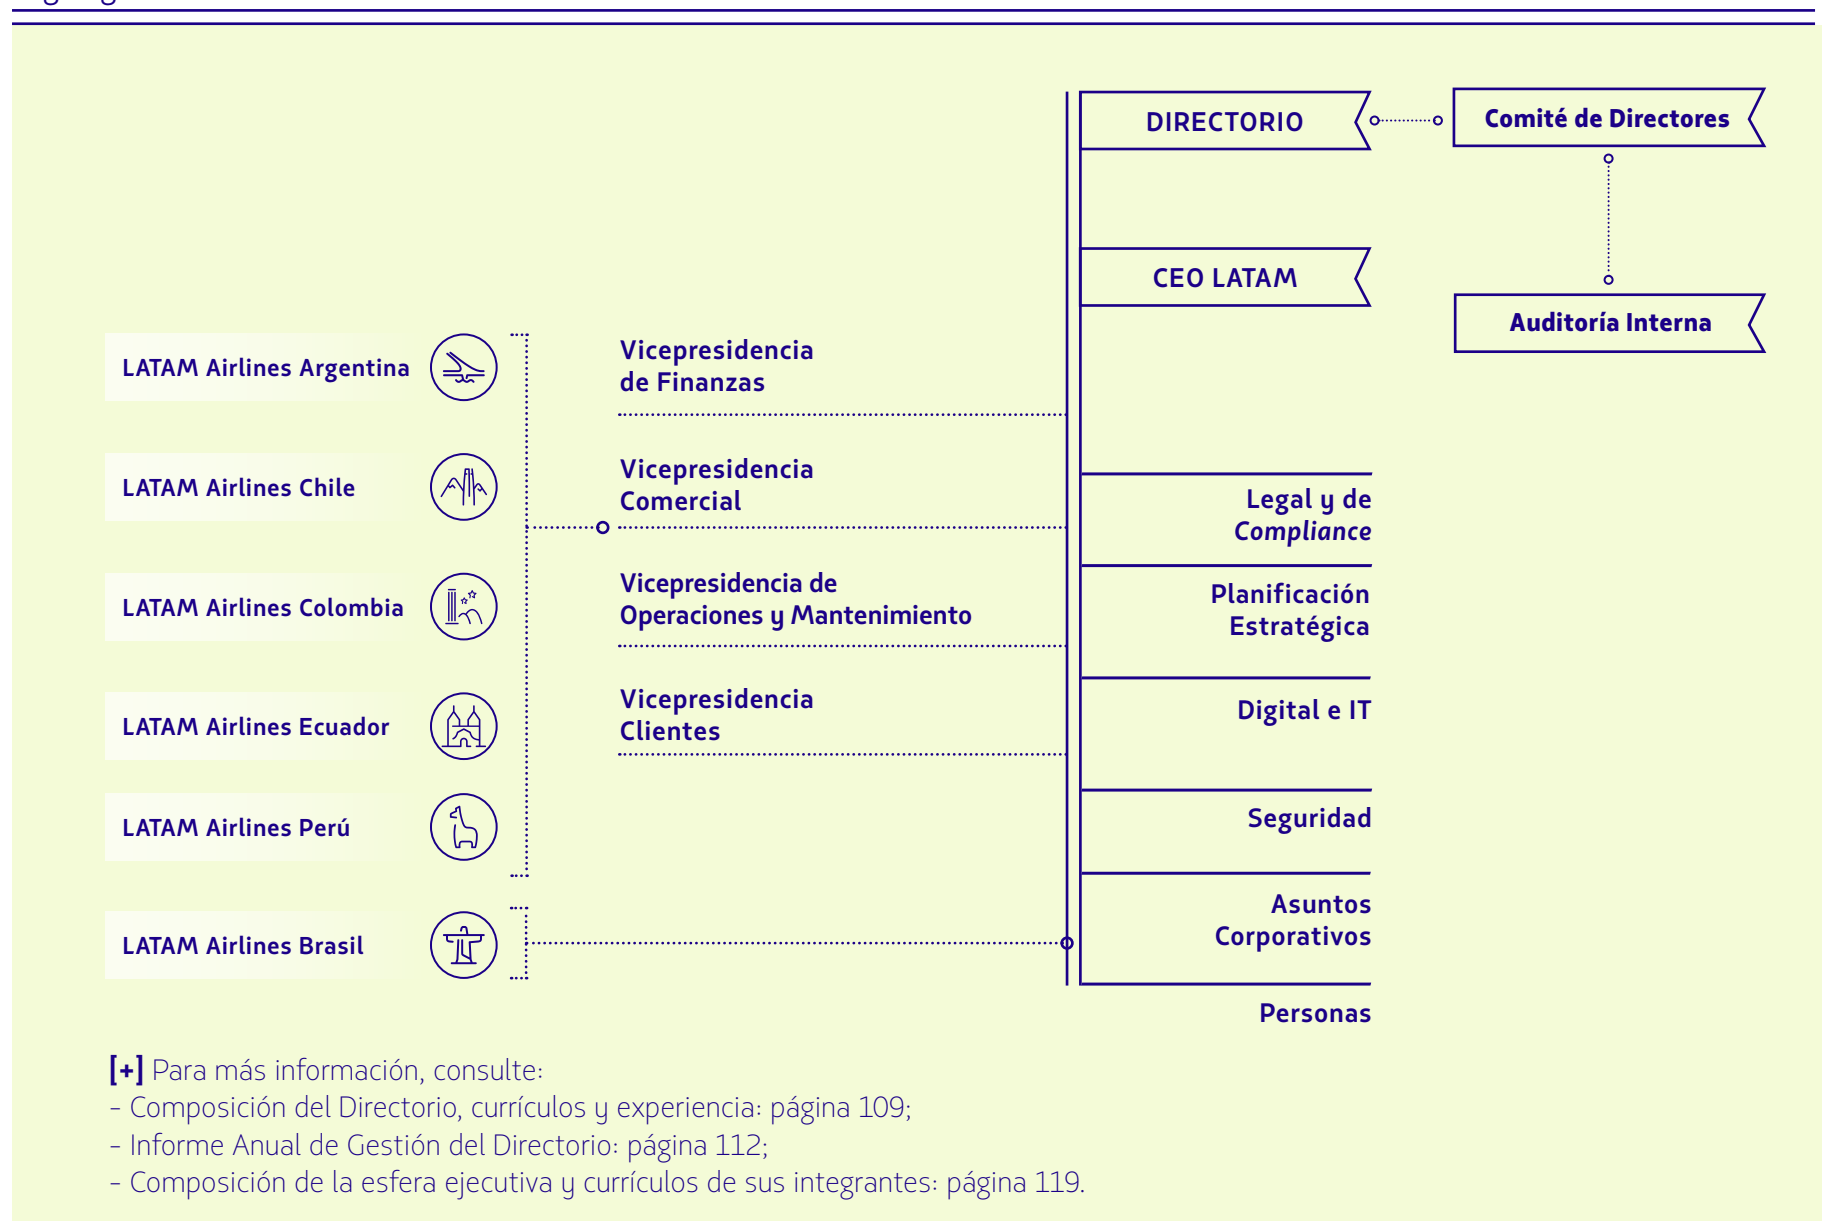 DIRECTORIO
Comité de Directores
CEO LATAM
Auditoría Interna
LATAM Airlines Argentina
LATAM Airlines Chile
LATAM Airlines Colombia
LATAM Airlines Ecuador
LATAM Airlines Perú
LATAM Airlines Brasil
Vicepresidencia
de Finanzas
Vicepresidencia
Comercial
Vicepresidencia de
Operaciones y Mantenimiento
Vicepresidencia
Clientes
Legal y de
Compliance
Planificación
Estratégica
Digital e IT
Seguridad
Asuntos
Corporativos
Personas
[+] Para más información, consulte:
- Composición del Directorio, currículos y experiencia: página 109;
- Informe Anual de Gestión del Directorio: página 112;
- Composición de la esfera ejecutiva y currículos de sus integrantes: página 119.